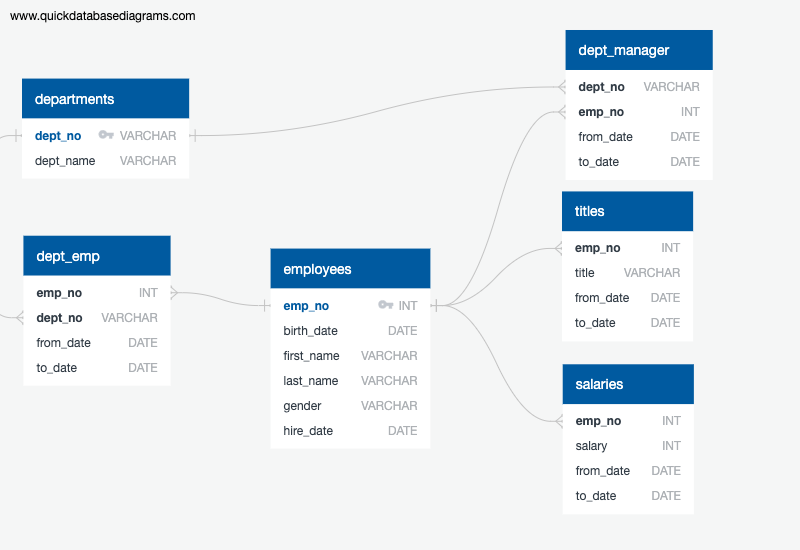 www.quickdatabasediagrams.com
departments
dept_no VARCHAR
dept_name VARCHAR
dept_emp
emp_no INT
dept_no VARCHAR
from_date DATE
to_date DATE
employees
emp_no INT
birth_date DATE
first_name VARCHAR
last_name VARCHAR
gender VARCHAR
hire_date DATE
dept_manager
dept_no VARCHAR
emp_no INT
from_date DATE
to_date DATE
titles
emp_no INT
title VARCHAR
from_date DATE
to_date DATE
salaries
emp_no INT
salary INT
from_date DATE
to_date DATE